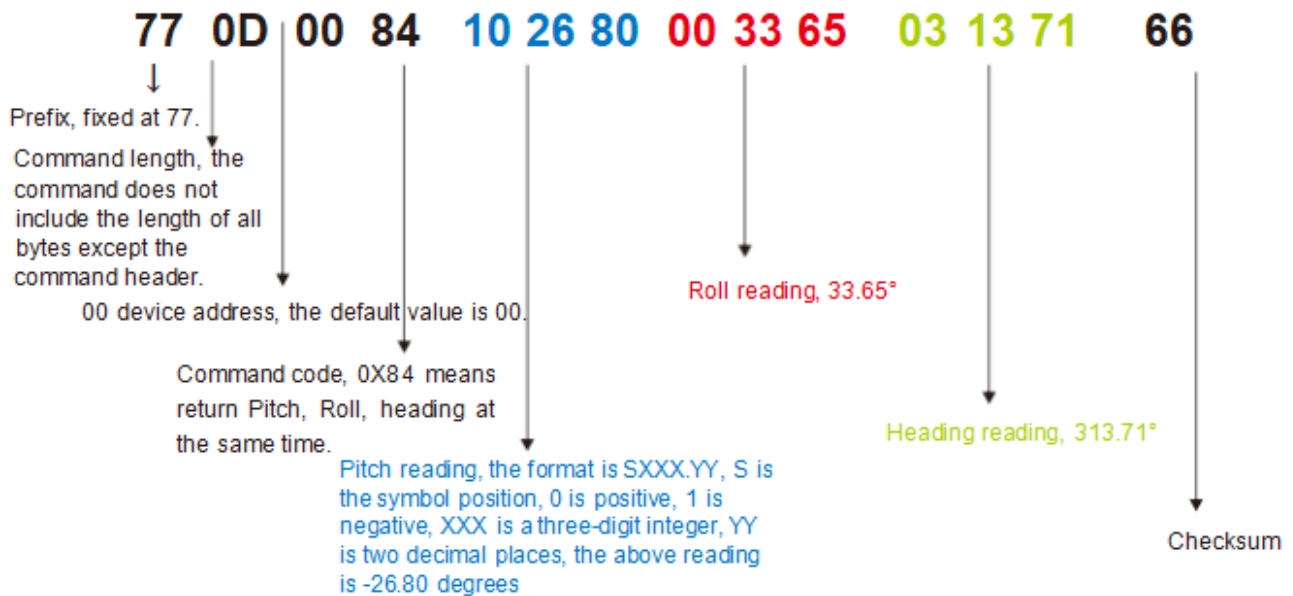 77 0D 00 84 10 26 80 00 33 65 03 13 71 66
Prefix, fixed at 77.
Command length, the
command does not
include the length of all
bytes except the
command header.
00 device address, the default value is 00.
Roll reading, 33.65°
Command code, 0X84 means
return Pitch, Roll, heading at
the same time.
Heading reading, 313.71°
Pitch reading, the format is SXXX.YY, S is
the symbol position, 0 is positive, 1 is
negative, XXX is a three-digit integer, YY
is two decimal places, the above reading
is -26.80 degrees
Checksum